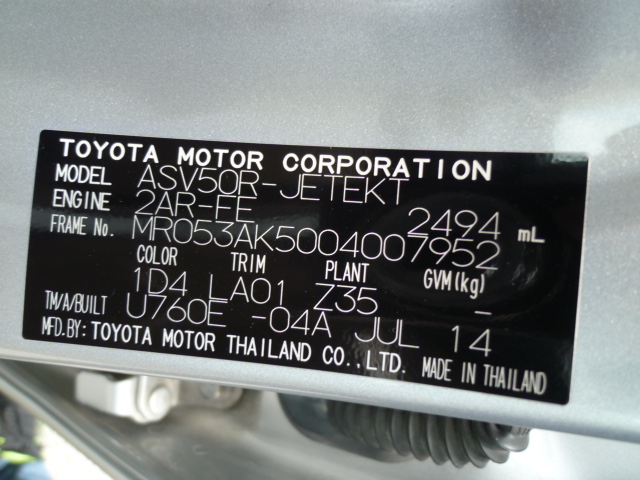 TOYOTA MOTOR CORPORATION
MODEL ASV50R-JETEKT
ENGINE 2AR-FE 2494 mL
FRAME No. MR053AK5004007952
COLOR TRIM PLANT GVM(kg)
1D4 LA01 Z35 -
TM/A/BUILT U760E -04A JUL 14
MFD.BY: TOYOTA MOTOR THAILAND CO.,LTD. MADE IN THAILAND